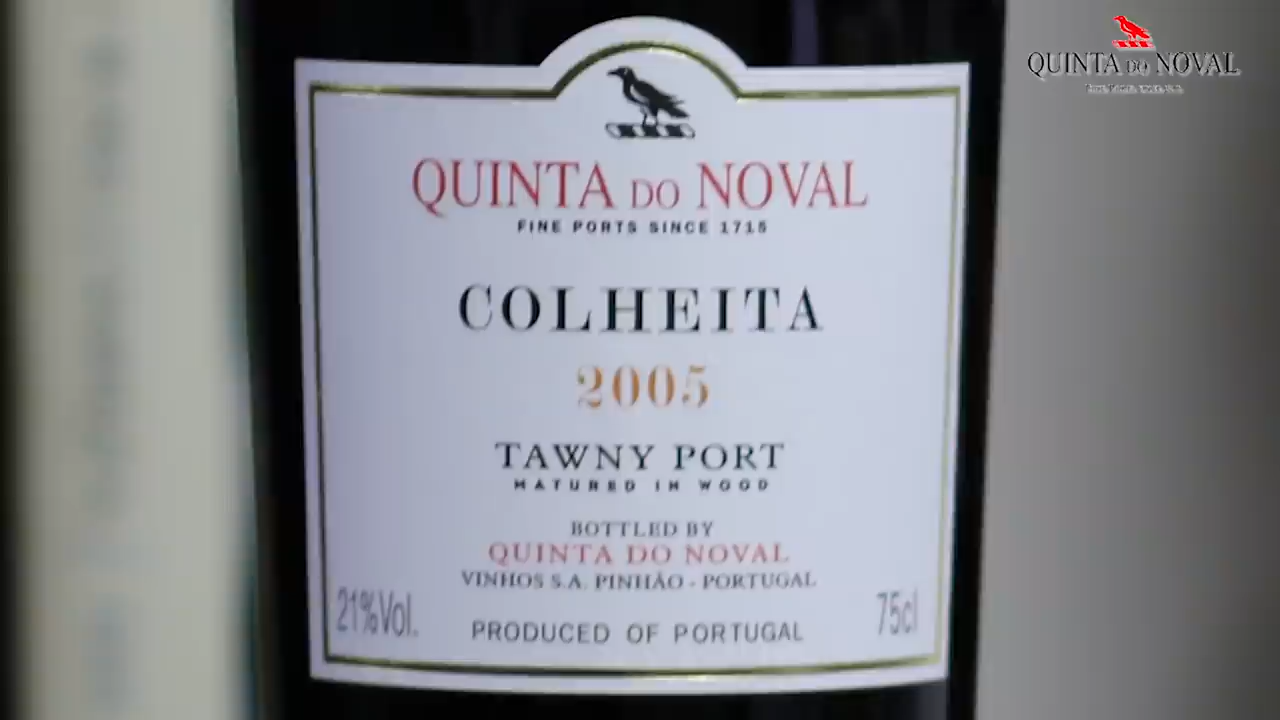 QUINTA DO NOVAL
QUINTA DO NOVAL
FINE PORTS SINCE 1715
COLHEITA
2005
TAWNY PORT
MATURED IN WOOD
BOTTLED BY
QUINTA DO NOVAL
VINHOS S.A. PINHÃO - PORTUGAL
21%Vol.
75cl
PRODUCED OF PORTUGAL